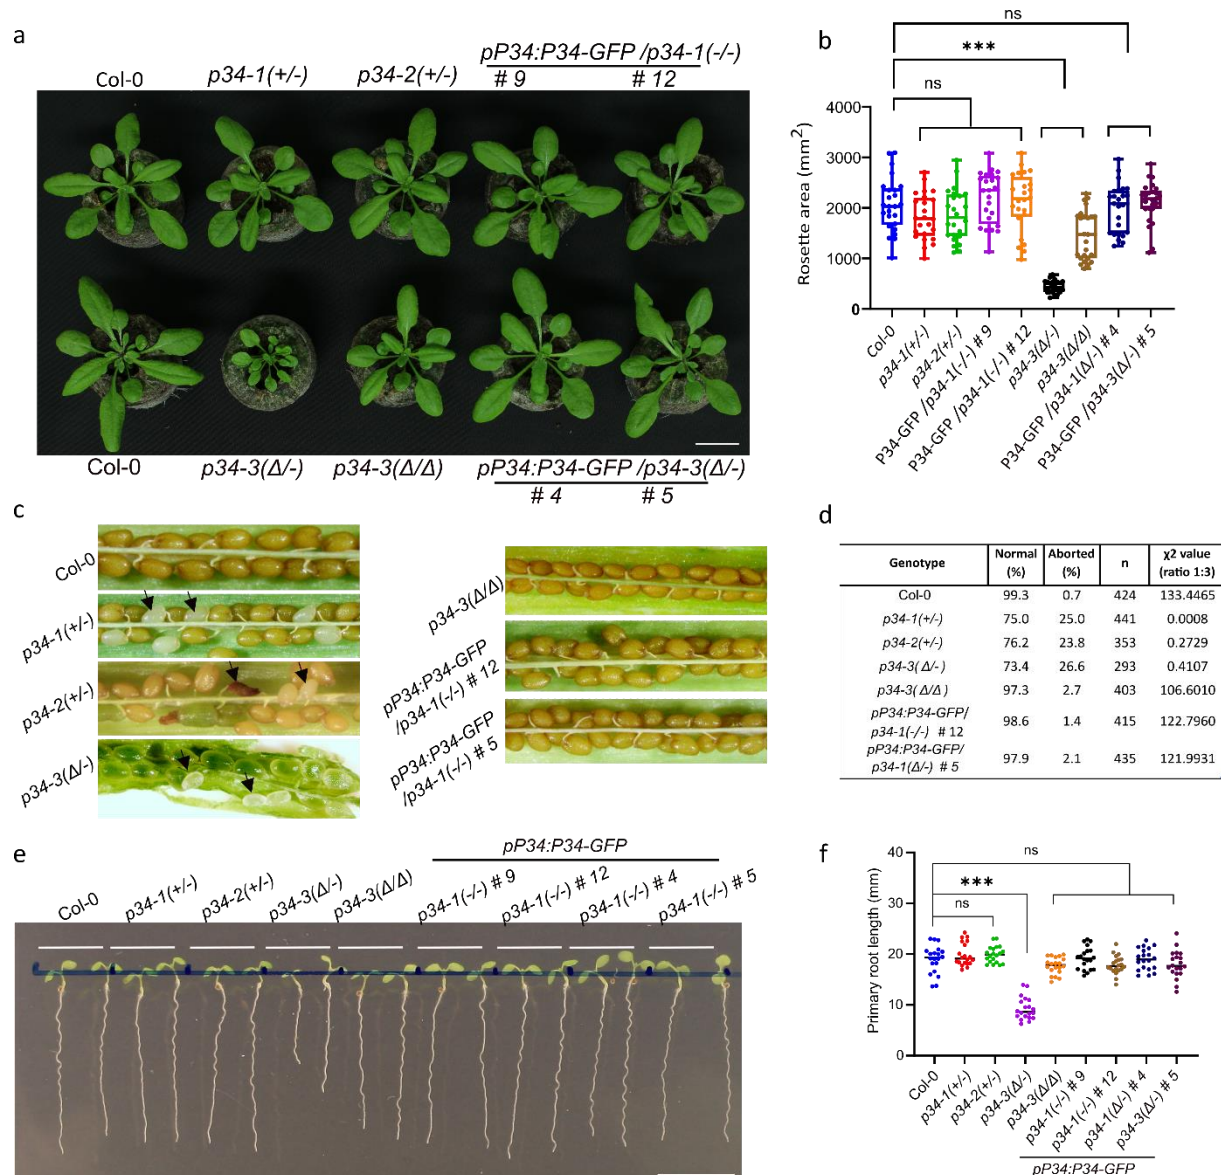 a
Col-0
p34-1(+/-)
p34-2(+/-)
pP34:P34-GFP /p34-1(-/-)
# 9
# 12
Col-0
p34-3(Δ/-)
p34-3(Δ/Δ)
pP34:P34-GFP /p34-3(Δ/-)
# 4
# 5
b
ns
***
ns
Rosette area (mm²)
4000
3000
2000
1000
0
Col-0
p34-1(+/-)
p34-2(+/-)
P34-GFP /p34-1(-/-) # 9
P34-GFP /p34-1(-/-) # 12
p34-3(Δ/-)
p34-3(Δ/Δ)
P34-GFP /p34-1(Δ/-) # 4
P34-GFP /p34-3(Δ/-) # 5
c
Col-0
p34-1(+/-)
p34-2(+/-)
p34-3(Δ/-)
p34-3(Δ/Δ)
pP34:P34-GFP
/p34-1(-/-) # 12
pP34:P34-GFP
/p34-1(-/-) # 5
d
Genotype Normal (%) Aborted (%) n χ2 value (ratio 1:3)
Col-0 99.3 0.7 424 133.4465
p34-1(+/-) 75.0 25.0 441 0.0008
p34-2(+/-) 76.2 23.8 353 0.2729
p34-3( Δ/-) 73.4 26.6 293 0.4107
p34-3( Δ/Δ ) 97.3 2.7 403 106.6010
pP34:P34-GFP/
p34-1(-/-) # 12 98.6 1.4 415 122.7960
pP34:P34-GFP/
p34-1(Δ/-) # 5 97.9 2.1 435 121.9931
e
pP34:P34-GFP
Col-0
p34-1(+/-)
p34-2(+/-)
p34-3(Δ/-)
p34-3(Δ/Δ)
p34-1(-/-) # 9
p34-1(-/-) # 12
p34-1(-/-) # 4
p34-1(-/-) # 5
f
ns
***
ns
Primary root length (mm)
40
30
20
10
0
Col-0
p34-1(+/-)
p34-2(+/-)
p34-3(Δ/-)
p34-3(Δ/Δ)
p34-1(-/-) # 9
p34-1(-/-) # 12
p34-1(Δ/-) # 4
p34-3(Δ/-) # 5
pP34:P34-GFP